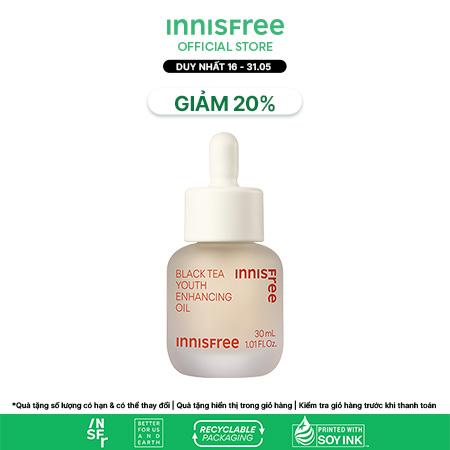 innisfree
OFFICIAL STORE
DUY NHẤT 16 - 31.05
GIẢM 20%
BLACK TEA
YOUTH
ENHANCING
OIL
innisfree
30 mL
1.01 Fl.Oz.
innisfree
*Quà tặng số lượng có hạn & có thể thay đổi | Quà tặng hiển thị trong giỏ hàng | Kiểm tra giỏ hàng trước khi thanh toán
/N
SF
T
BETTER
FOR US
AND
EARTH
RECYCLABLE
PACKAGING
PRINTED WITH
SOY INK™